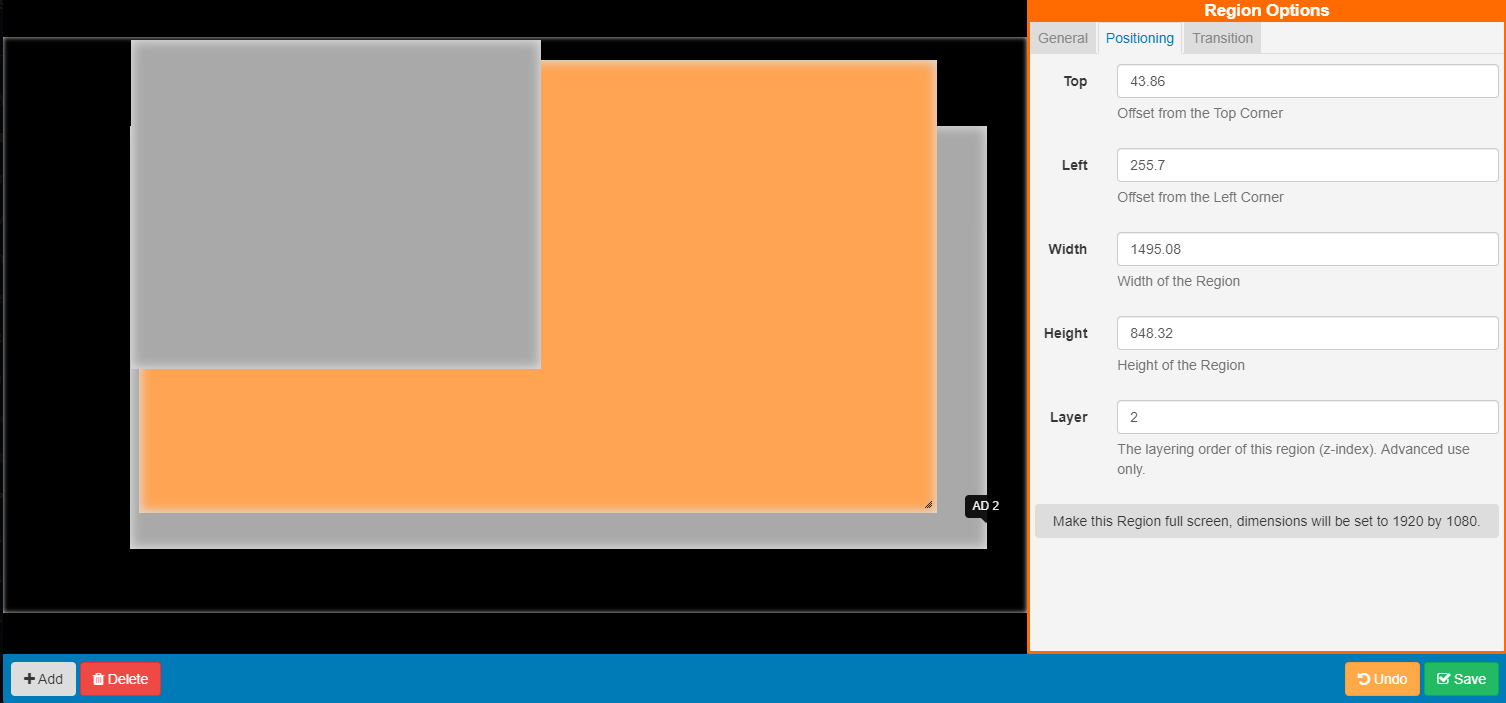 Region Options
General Positioning Transition
Top 43.86
Offset from the Top Corner
Left 255.7
Offset from the Left Corner
Width 1495.08
Width of the Region
Height 848.32
Height of the Region
Layer 2
The layering order of this region (z-index). Advanced use
only.
AD 2
Make this Region full screen, dimensions will be set to 1920 by 1080.
Add Delete Undo Save